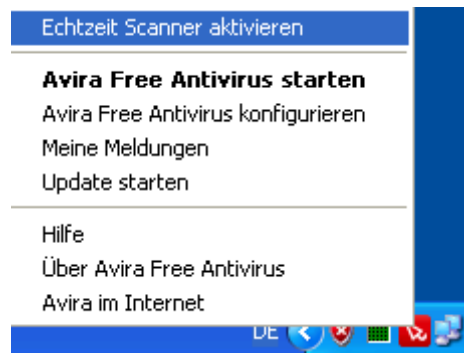 Echtzeit Scanner aktivieren
Avira Free Antivirus starten
Avira Free Antivirus konfigurieren
Meine Meldungen
Update starten
Hilfe
Über Avira Free Antivirus
Avira im Internet
DE